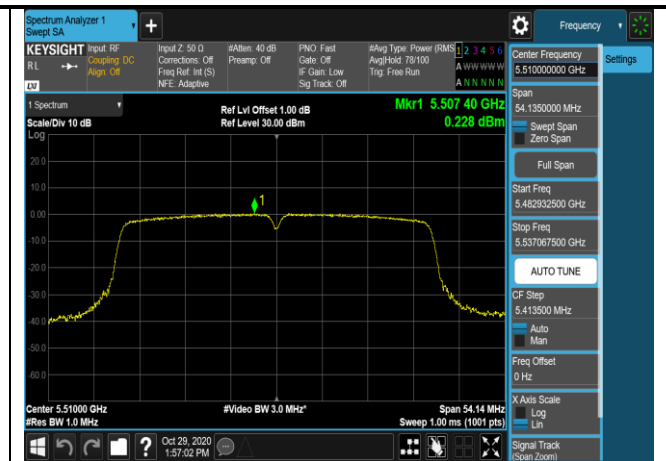 Spectrum Analyzer 1
Swept SA
+
Frequency
KEYSIGHT
RL
LXI
Input: RF
Coupling: DC
Align: Off
Input Z: 50 Ω
Corrections: Off
Freq Ref: Int (S)
NFE: Adaptive
#Atten: 40 dB
Preamp: Off
PNO: Fast
Gate: Off
IF Gain: Low
Sig Track: Off
#Avg Type: Power (RMS
Avg|Hold: 78/100
Trig: Free Run
1 2 3 4 5 6
A W W W W W
A N N N N N
1 Spectrum
Scale/Div 10 dB
Log
Ref Lvl Offset 1.00 dB
Ref Level 30.00 dBm
Mkr1 5.507 40 GHz
0.228 dBm
1
20.0
10.0
0.00
-10.0
-20.0
-30.0
-40.0
-50.0
-60.0
Center 5.51000 GHz
#Res BW 1.0 MHz
#Video BW 3.0 MHz*
Span 54.14 MHz
Sweep 1.00 ms (1001 pts)
?
Oct 29, 2020
1:57:02 PM
Center Frequency
5.510000000 GHz
Span
54.1350000 MHz
Swept Span
Zero Span
Full Span
Start Freq
5.482932500 GHz
Stop Freq
5.537067500 GHz
AUTO TUNE
CF Step
5.413500 MHz
Auto
Man
Freq Offset
0 Hz
X Axis Scale
Log
Lin
Signal Track
(Span Zoom)
Settings